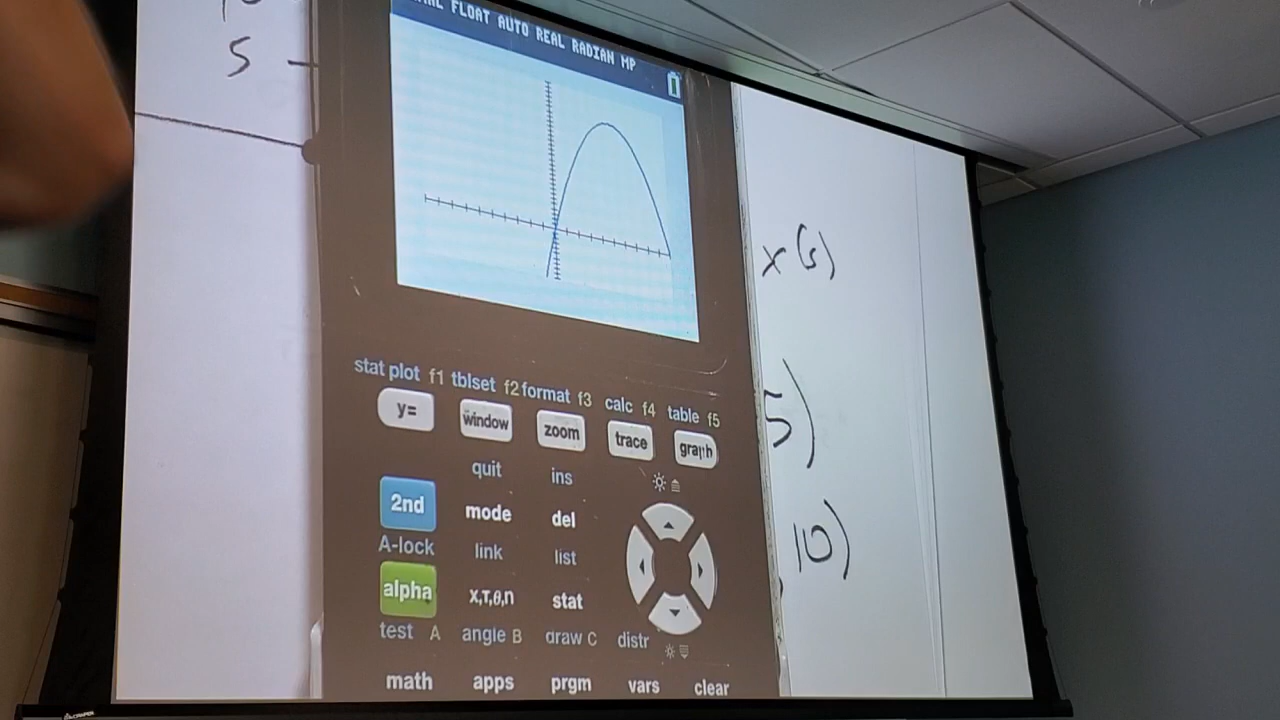 5
FLOAT AUTO REAL RADIAN MP
x(s)
5)
10)
stat plot f1 tblset f2 format f3 calc f4 table f5
y= window zoom trace graph
quit ins
2nd mode del
A-lock link list
alpha x,T,θ,n stat
test A angle B draw C distr
math apps prgm vars clear